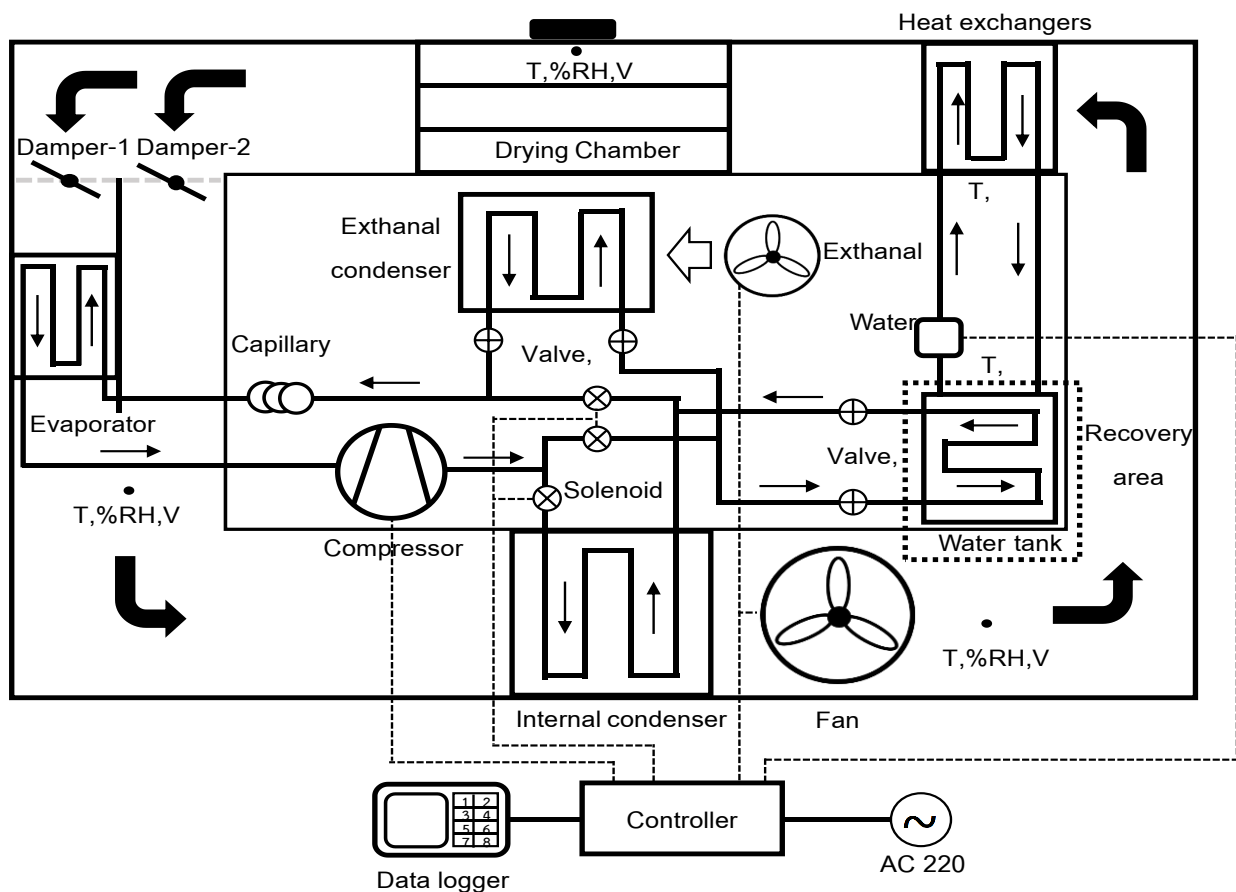 Heat exchangers
T,%RH,V
Damper-1 Damper-2
Drying Chamber
T,
Exthanal
condenser
Exthanal
Water
Capillary
Valve,
T,
Evaporator
Recovery
area
Valve,
Solenoid
T,%RH,V
Compressor
Water tank
T,%RH,V
Internal condenser
Fan
1 2
3 4
5 6
7 8
Controller
AC 220
Data logger